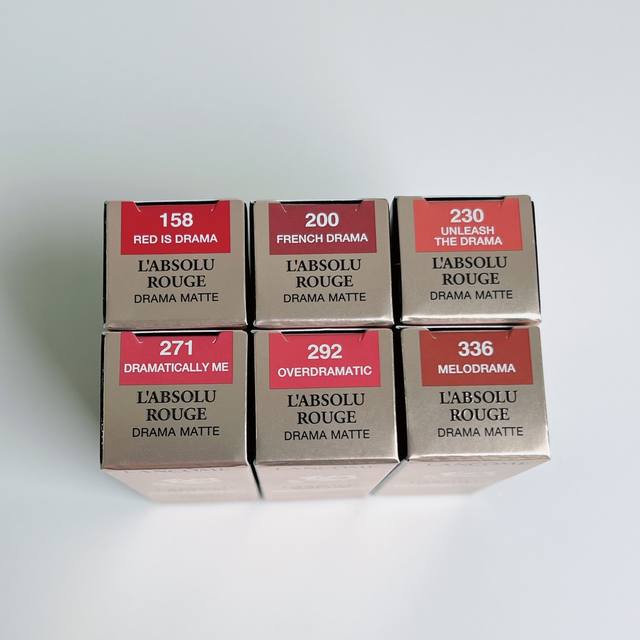 158
RED IS DRAMA
L'ABSOLU
ROUGE
DRAMA MATTE
200
FRENCH DRAMA
L'ABSOLU
ROUGE
DRAMA MATTE
230
UNLEASH
THE DRAMA
L'ABSOLU
ROUGE
DRAMA MATTE
271
DRAMATICALLY ME
L'ABSOLU
ROUGE
DRAMA MATTE
292
OVERDRAMATIC
L'ABSOLU
ROUGE
DRAMA MATTE
336
MELODRAMA
L'ABSOLU
ROUGE
DRAMA MATTE